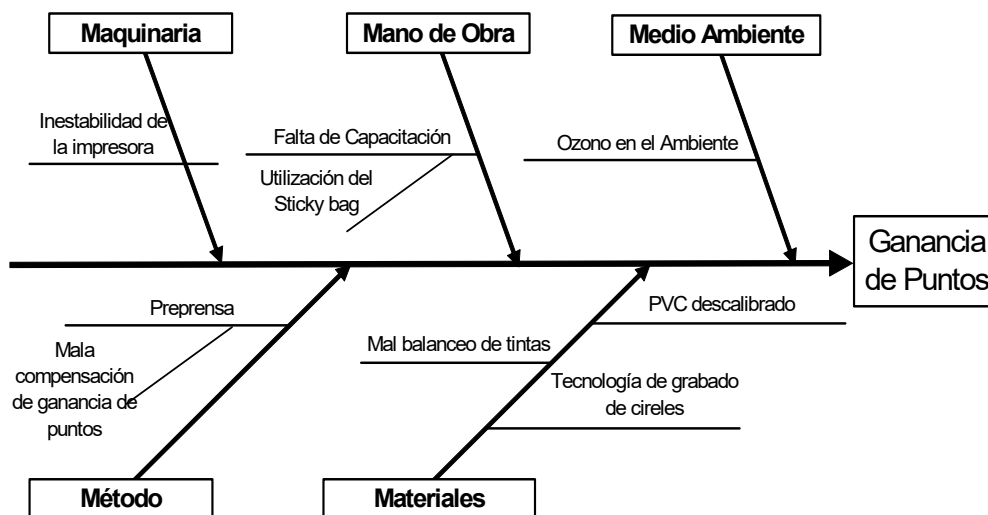 Maquinaria
Mano de Obra
Medio Ambiente
Inestabilidad de
la impresora
Falta de Capacitación
Utilización del
Sticky bag
Ozono en el Ambiente
Ganancia
de Puntos
Preprensa
Mala
compensación
de ganancia de
puntos
PVC descalibrado
Mal balanceo de tintas
Tecnología de grabado
de cireles
Método
Materiales